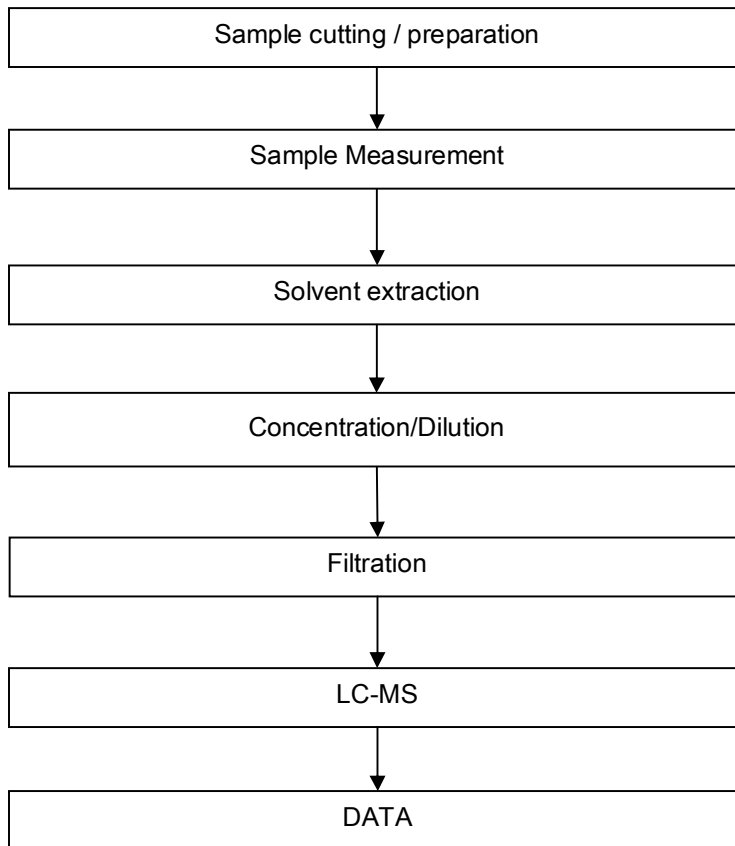 Sample cutting / preparation
Sample Measurement
Solvent extraction
Concentration/Dilution
Filtration
LC-MS
DATA